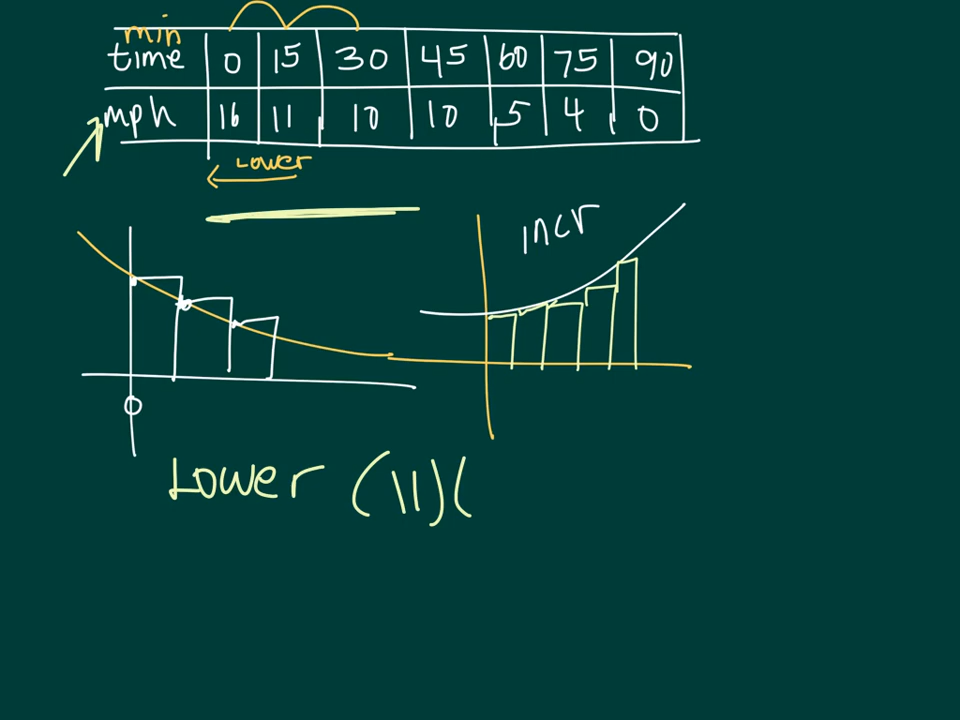 min
time 0 15 30 45 60 75 90
mph 16 11 10 10 5 4 0
Lower
incr
0
Lower (11)(